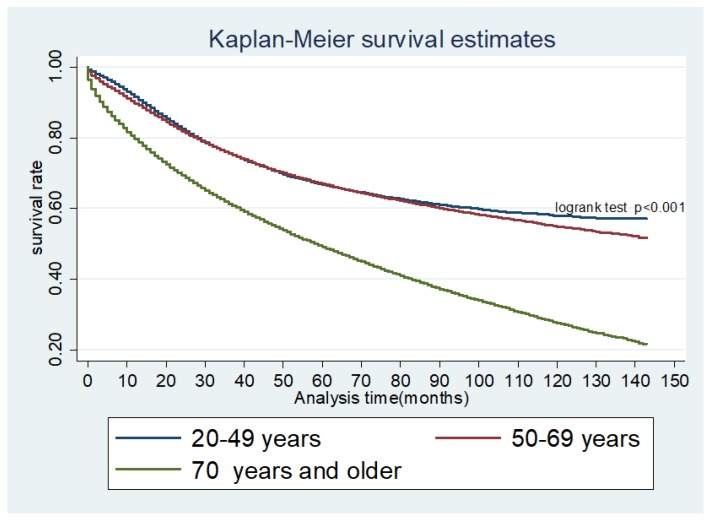 Kaplan-Meier survival estimates
1.00
0.80
0.60
0.40
0.20
survival rate
logrank test p<0.001
0 10 20 30 40 50 60 70 80 90 100 110 120 130 140 150
Analysis time(months)
20-49 years
50-69 years
70 years and older